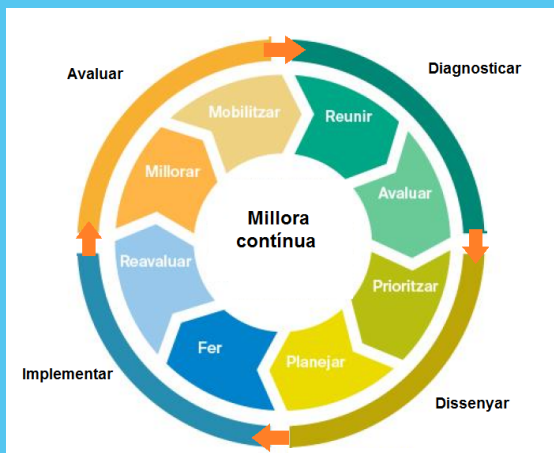 Avaluar
Diagnosticar
Mobilitzar
Reunir
Millorar
Avaluar
Millora
contínua
Reavaluar
Prioritzar
Fer
Planejar
Implementar
Dissenyar